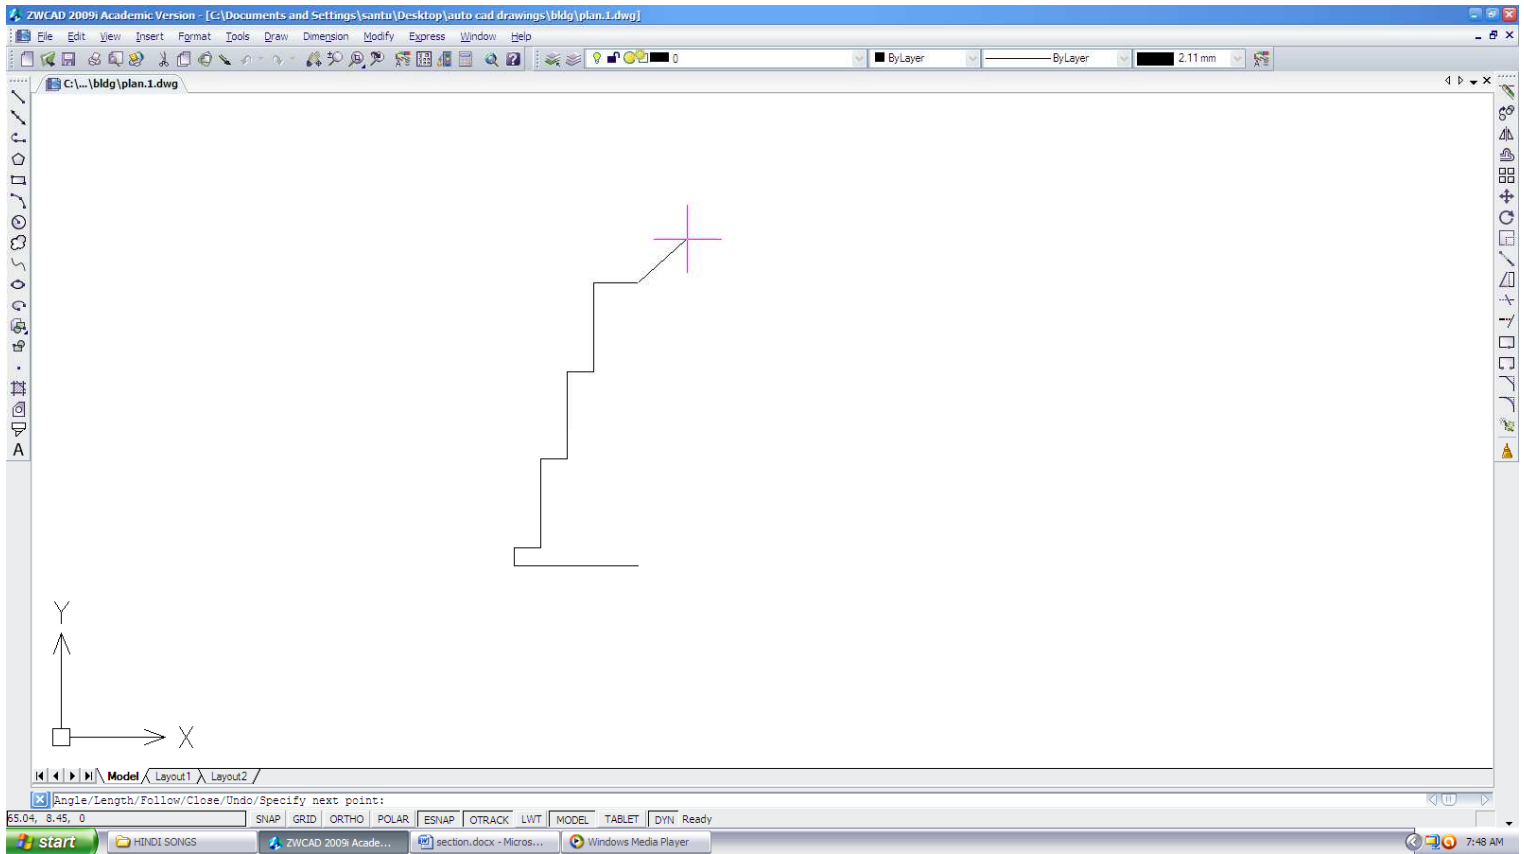 ZWCAD 2009i Academic Version - [C:\Documents and Settings\santu\Desktop\auto cad drawings\bldg\plan.1.dwg]
File Edit View Insert Format Tools Draw Dimension Modify Express Window Help
0 ByLayer ByLayer 2.11 mm
C:\...\bldg\plan.1.dwg
A
Y
X
Model Layout1 Layout2
Angle/Length/Follow/Close/Undo/Specify next point:
65.04, 8.45, 0 SNAP GRID ORTHO POLAR ESNAP OTRACK LWT MODEL TABLET DYN Ready
start HINDI SONGS ZWCAD 2009i Acade... section.docx - Micros... Windows Media Player 7:48 AM